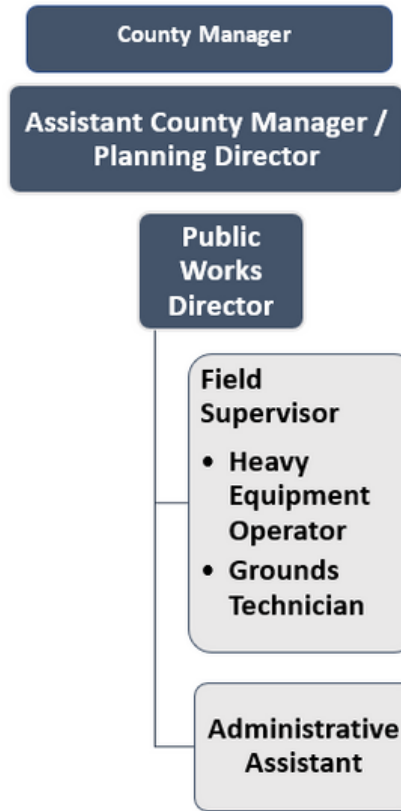 County Manager
Assistant County Manager /
Planning Director
Public
Works
Director
Field
Supervisor
• Heavy
Equipment
Operator
• Grounds
Technician
Administrative
Assistant